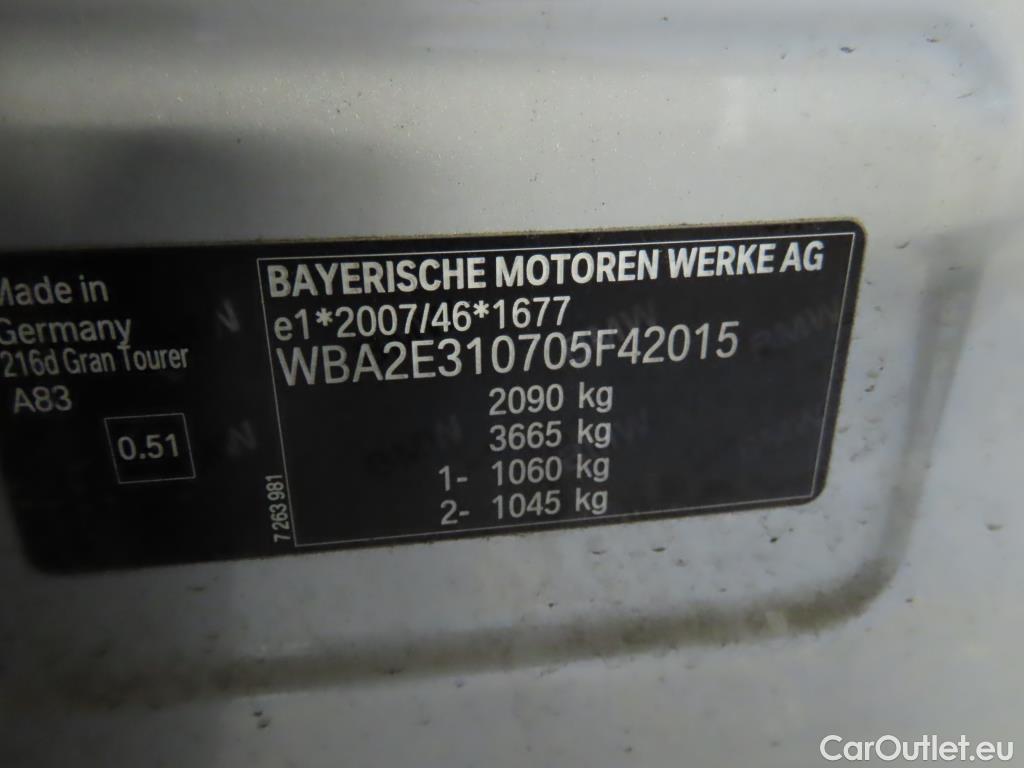 Made in
Germany
216d Gran Tourer
A83
0.51
7 263 981
BAYERISCHE MOTOREN WERKE AG
e1*2007/46*1677
WBA2E310705F42015
2090 kg
3665 kg
1- 1060 kg
2- 1045 kg
CarOutlet.eu